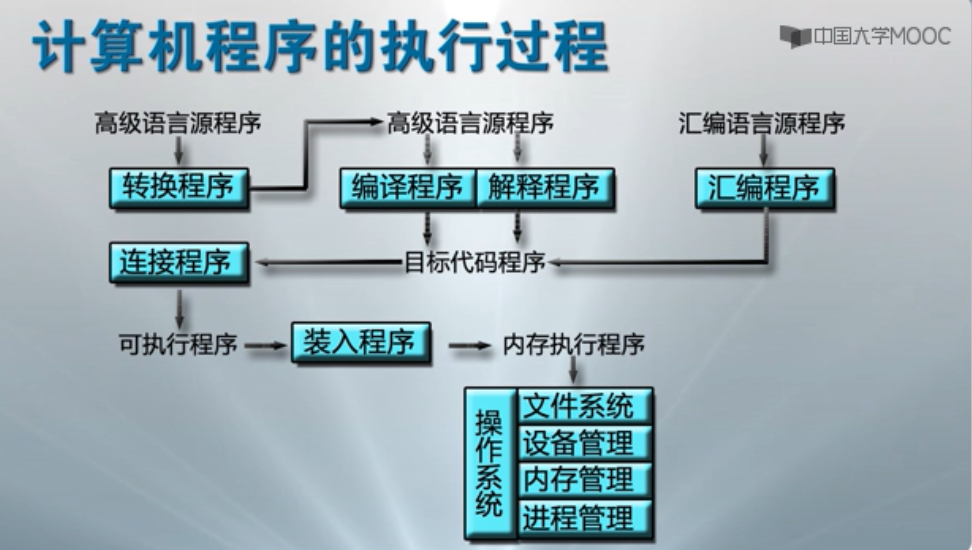 计算机程序的执行过程
中国大学MOOC
高级语言源程序
高级语言源程序
汇编语言源程序
转换程序
编译程序
解释程序
汇编程序
连接程序
目标代码程序
可执行程序
装入程序
内存执行程序
操作系统
文件系统
设备管理
内存管理
进程管理